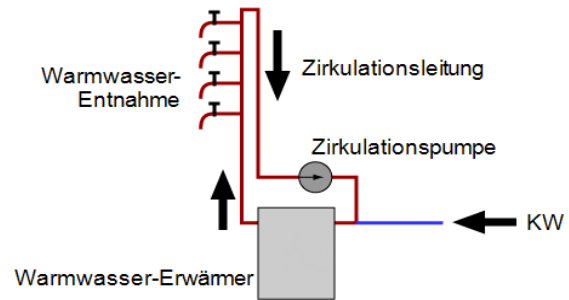 Zirkulationsleitung
Warmwasser-
Entnahme
Zirkulationspumpe
KW
Warmwasser-Erwärmer